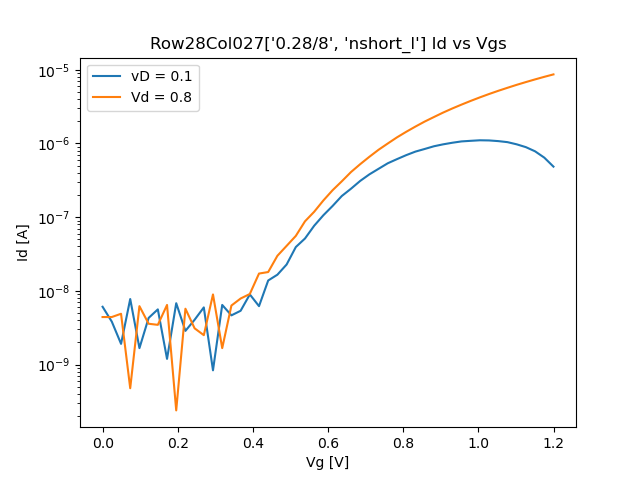 Row28Col027['0.28/8', 'nshort_l'] Id vs Vgs
vD = 0.1
Vd = 0.8
10^-5
10^-6
10^-7
10^-8
10^-9
Id [A]
0.0 0.2 0.4 0.6 0.8 1.0 1.2
Vg [V]